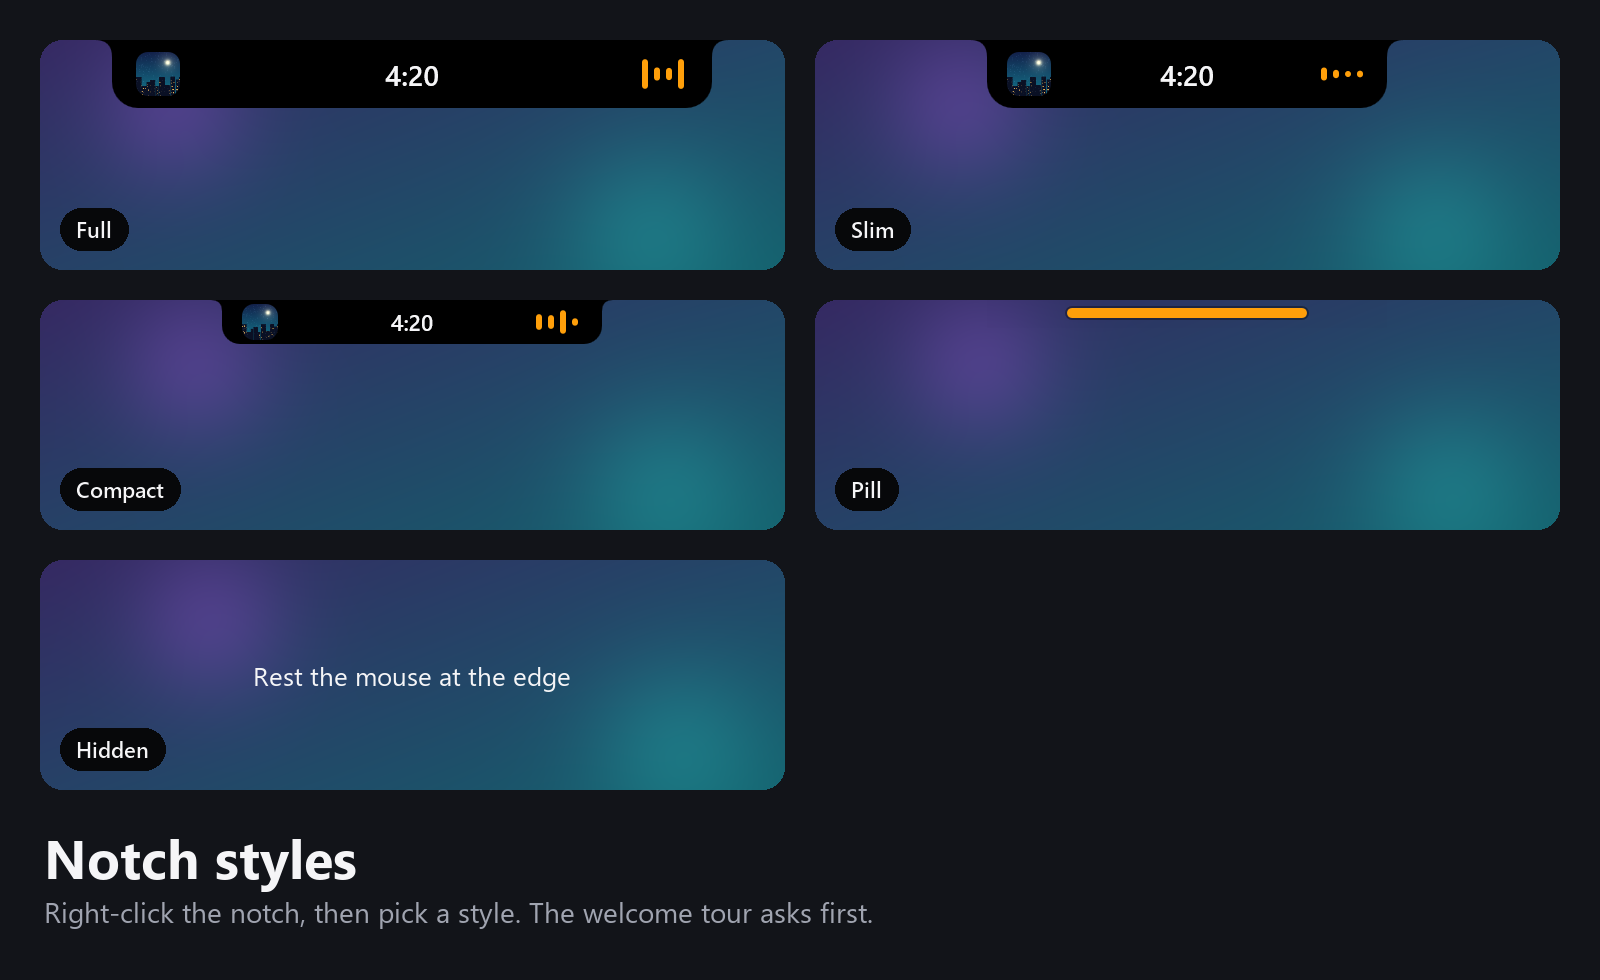 4:20
Full
4:20
Slim
4:20
Compact
Pill
Rest the mouse at the edge
Hidden
Notch styles
Right-click the notch, then pick a style. The welcome tour asks first.